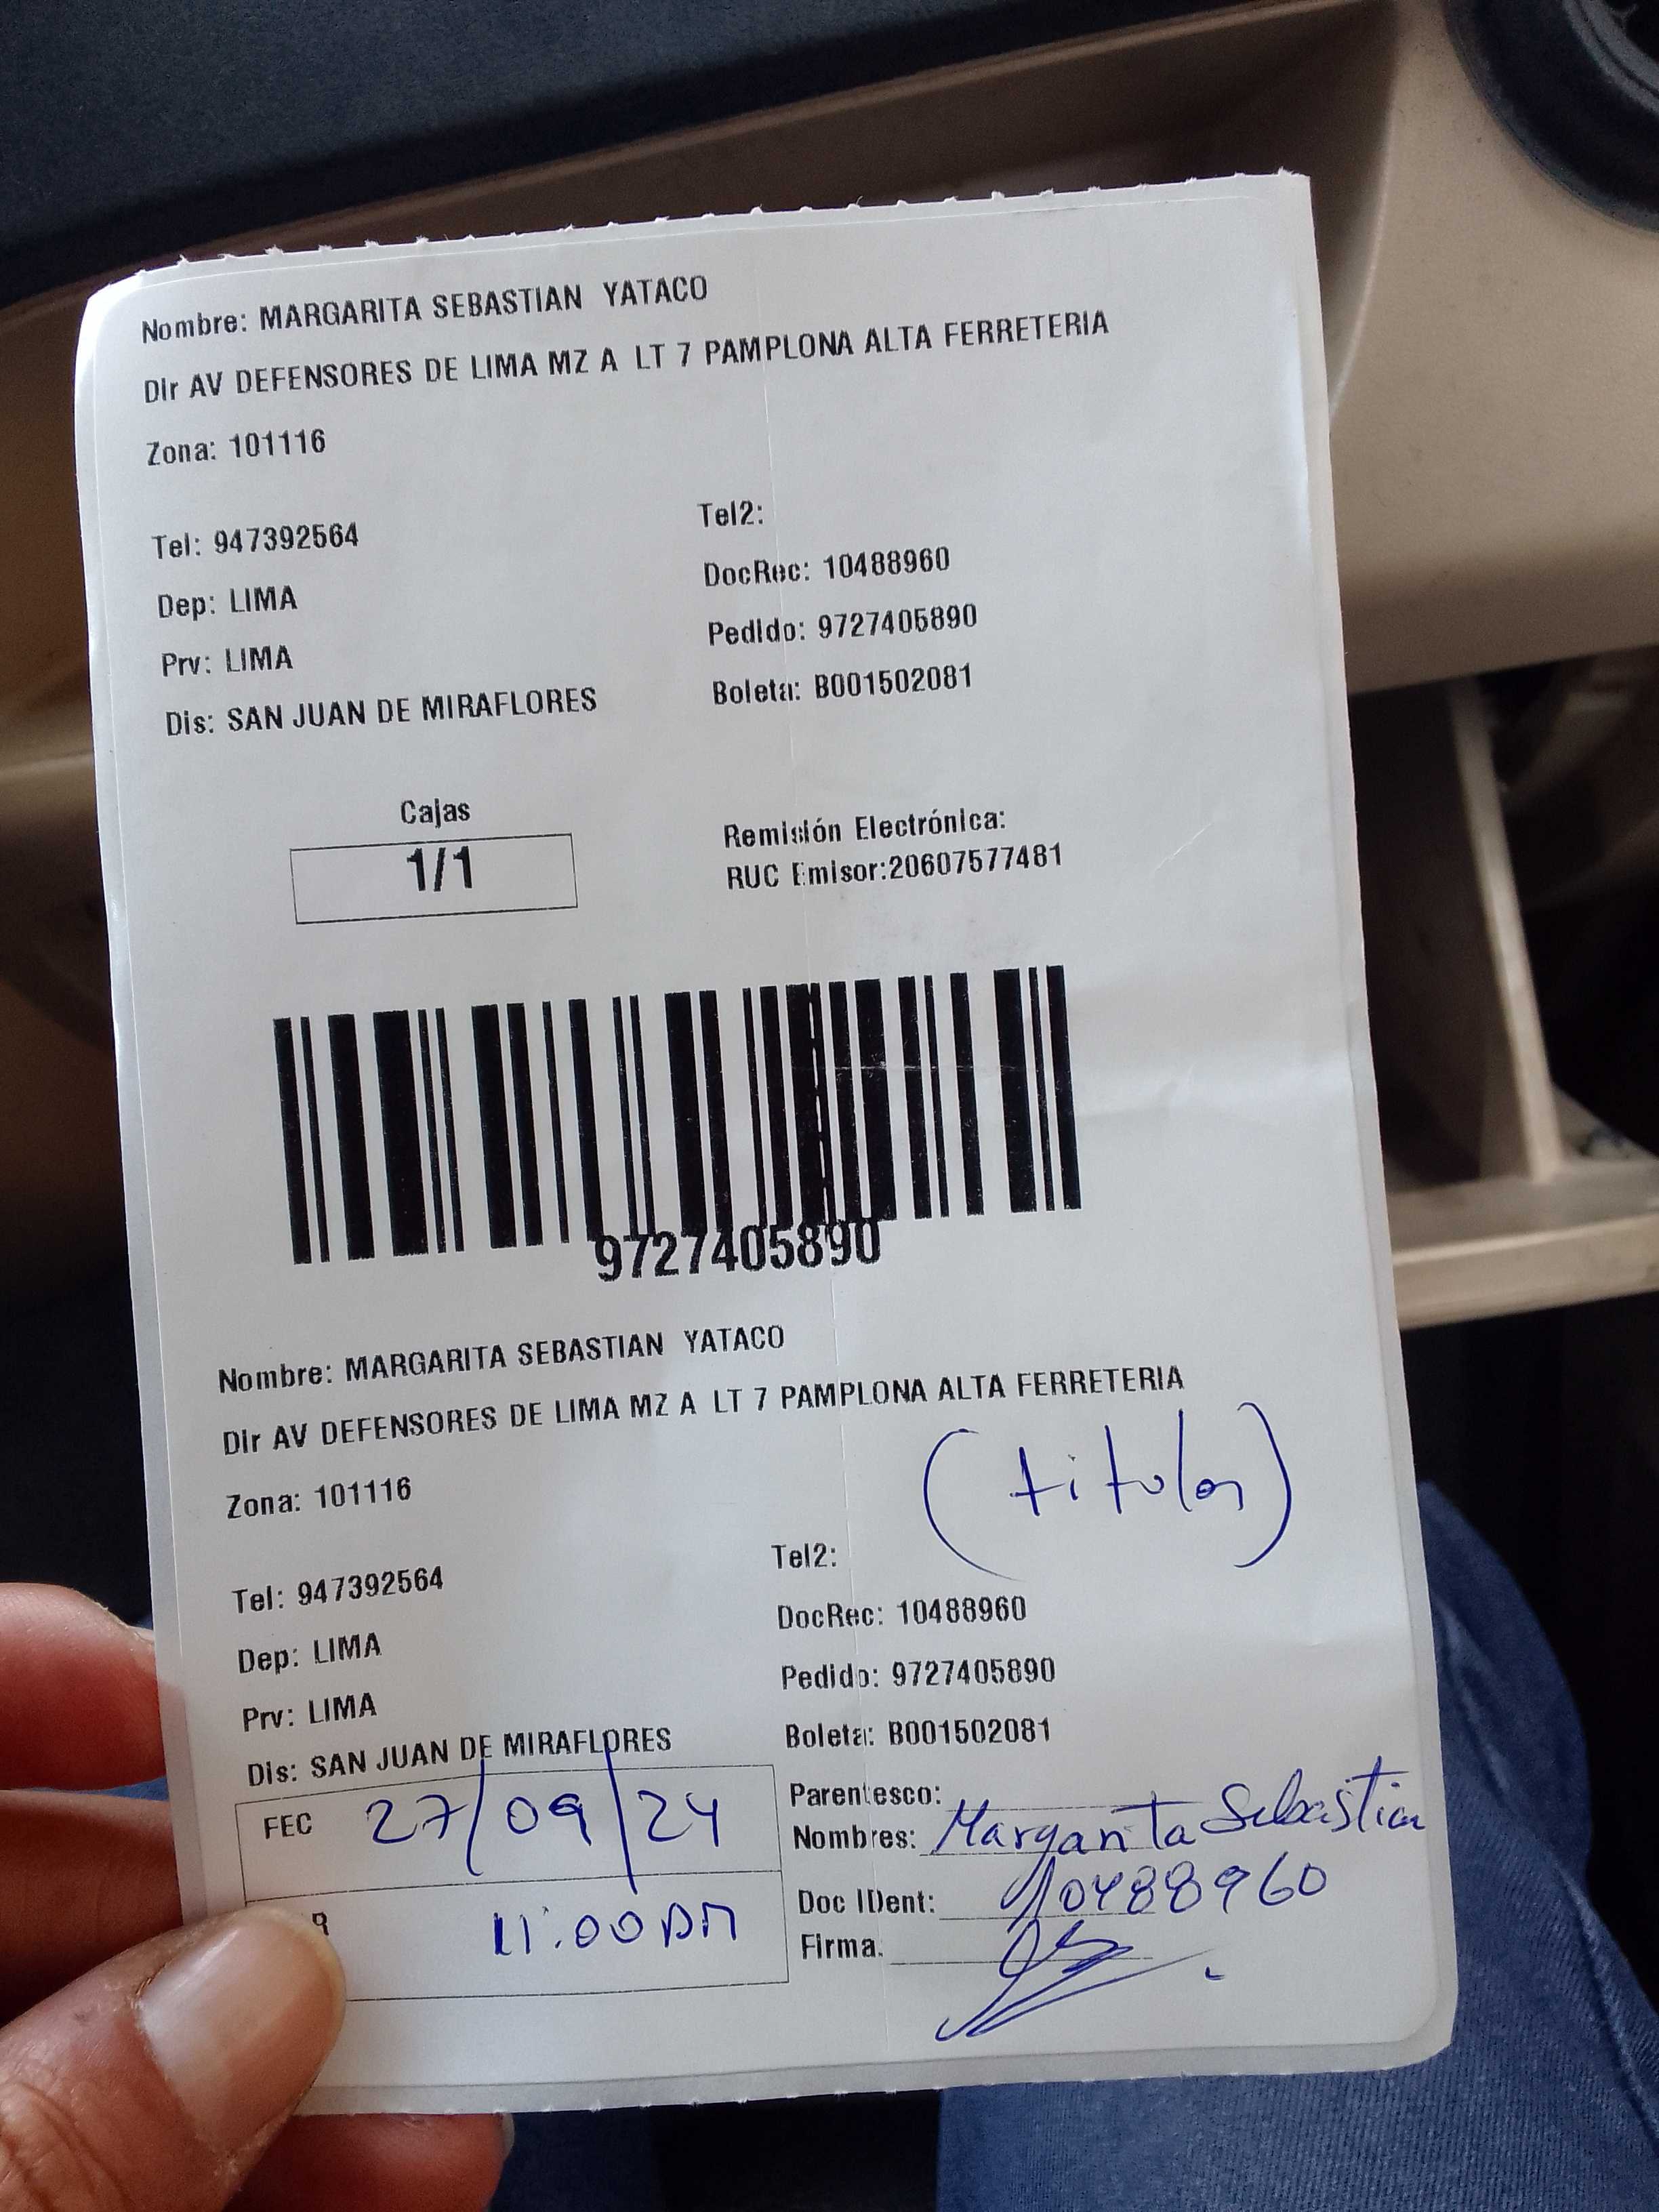 Nombre: MARGARITA SEBASTIAN YATACO
Dir AV DEFENSORES DE LIMA MZ A LT 7 PAMPLONA ALTA FERRETERIA
Zona: 101116
Tel: 947392564
Tel2:
Dep: LIMA
DocRec: 10488960
Prv: LIMA
Pedido: 9727405890
Dis: SAN JUAN DE MIRAFLORES
Boleta: B001502081
Cajas
1/1
Remisión Electrónica:
RUC Emisor:20607577481
9727405890
Nombre: MARGARITA SEBASTIAN YATACO
Dir AV DEFENSORES DE LIMA MZ A LT 7 PAMPLONA ALTA FERRETERIA
(titular)
Zona: 101116
Tel: 947392564
Tel2:
Dep: LIMA
DocRec: 10488960
Prv: LIMA
Pedido: 9727405890
Dis: SAN JUAN DE MIRAFLORES
Boleta: B001502081
FEC 27/09/24
Parentesco:
Nombres: Margarita Sebastian
R 11:00 AM
Doc IDent: 10488960
Firma: